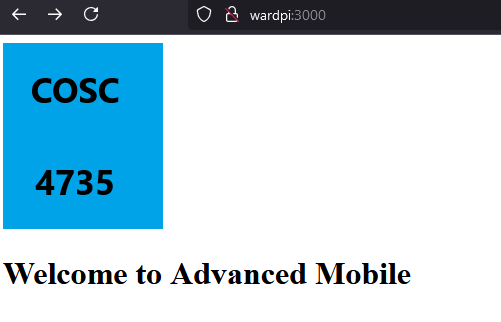 wardpi:3000
COSC
4735
Welcome to Advanced Mobile